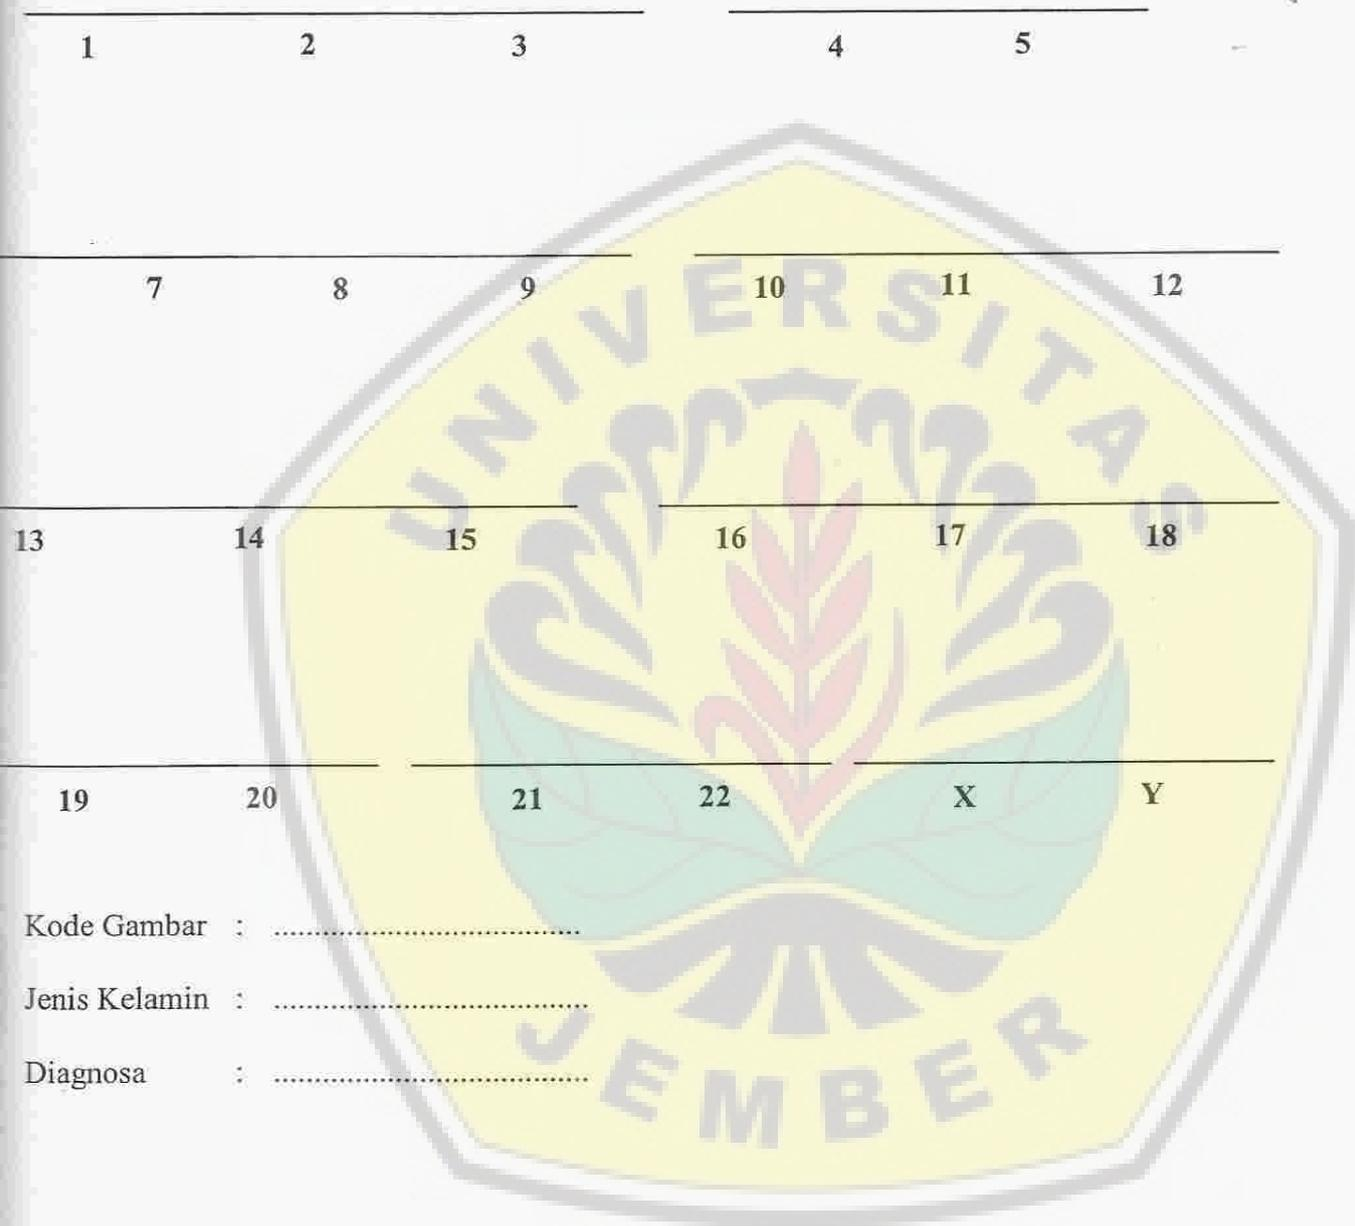 1 2 3 4 5
7 8 9 10 11 12
13 14 15 16 17 18
19 20 21 22 X Y
Kode Gambar : ......................................
Jenis Kelamin : .......................................
Diagnosa : .......................................
UNIVERSITAS
JEMBER